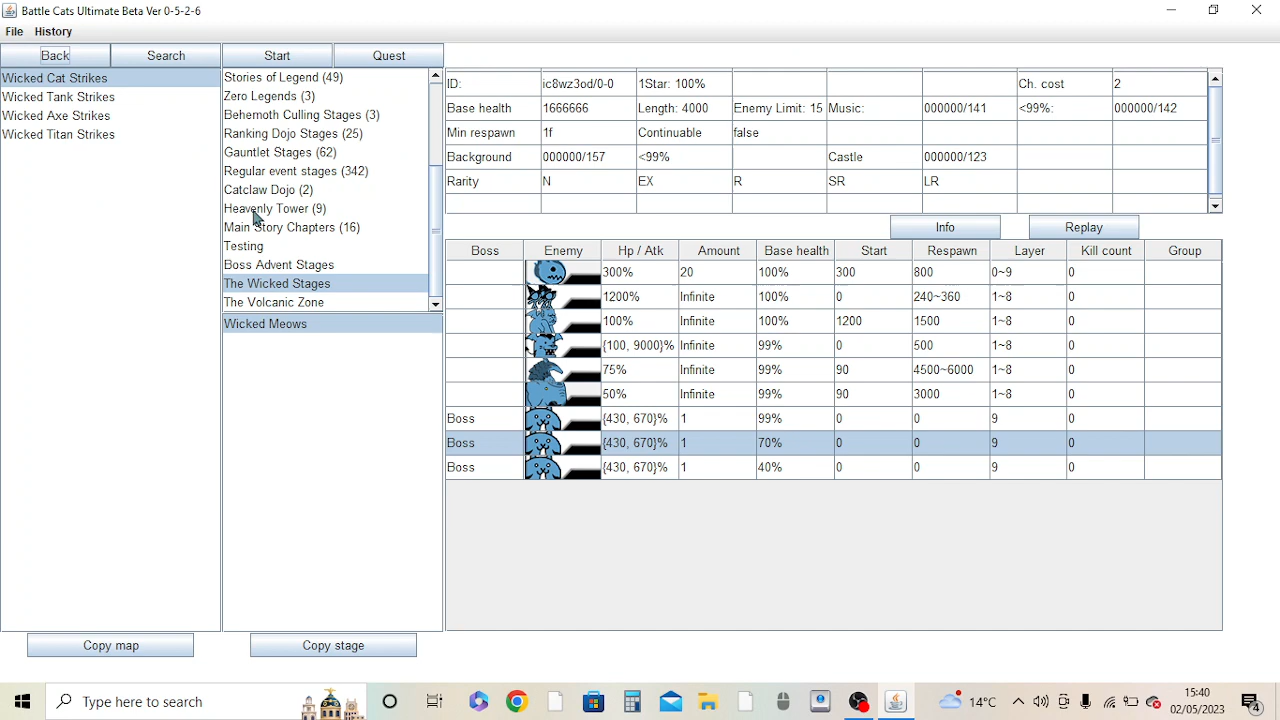 Battle Cats Ultimate Beta Ver 0-5-2-6
File History
Back Search Start Quest
Wicked Cat Strikes
Wicked Tank Strikes
Wicked Axe Strikes
Wicked Titan Strikes
Stories of Legend (49)
Zero Legends (3)
Behemoth Culling Stages (3)
Ranking Dojo Stages (25)
Gauntlet Stages (62)
Regular event stages (342)
Catclaw Dojo (2)
Heavenly Tower (9)
Main Story Chapters (16)
Testing
Boss Advent Stages
The Wicked Stages
The Volcanic Zone
Wicked Meows
ID: ic8wz3od/0-0 1Star: 100% Ch. cost 2
Base health 1666666 Length: 4000 Enemy Limit: 15 Music: 000000/141 <99%: 000000/142
Min respawn 1f Continuable false
Background 000000/157 <99% Castle 000000/123
Rarity N EX R SR LR
Info Replay
Boss Enemy Hp / Atk Amount Base health Start Respawn Layer Kill count Group
300% 20 100% 300 800 0~9 0
1200% Infinite 100% 0 240~360 1~8 0
100% Infinite 100% 1200 1500 1~8 0
{100, 9000}% Infinite 99% 0 500 1~8 0
75% Infinite 99% 90 4500~6000 1~8 0
50% Infinite 99% 90 3000 1~8 0
Boss {430, 670}% 1 99% 0 0 9 0
Boss {430, 670}% 1 70% 0 0 9 0
Boss {430, 670}% 1 40% 0 0 9 0
Copy map Copy stage
Type here to search
14°C
15:40
02/05/2023
4